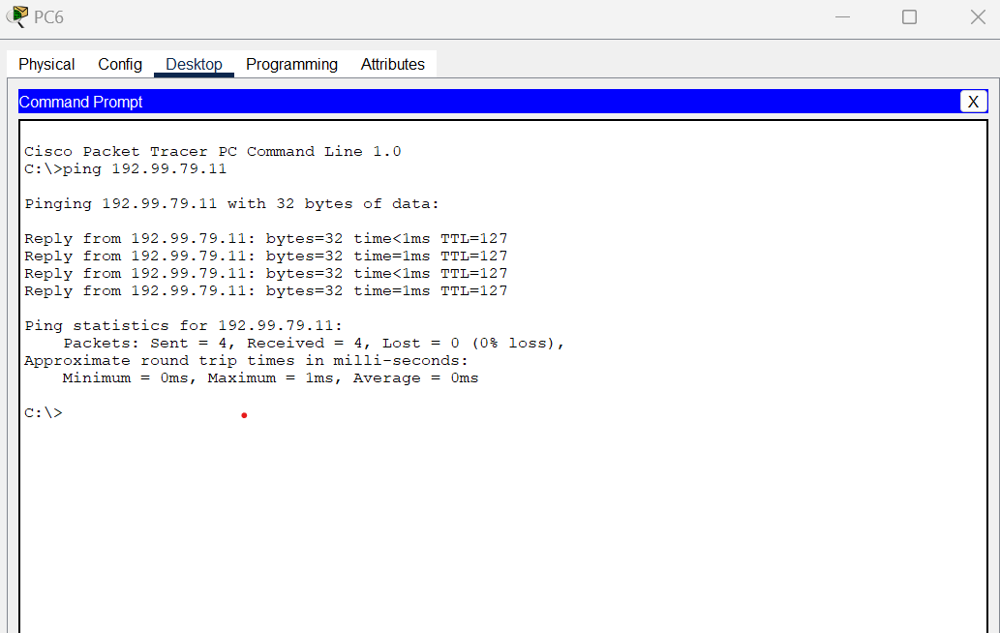 PC6
Physical Config Desktop Programming Attributes
Command Prompt
X
Cisco Packet Tracer PC Command Line 1.0
C:\>ping 192.99.79.11
Pinging 192.99.79.11 with 32 bytes of data:
Reply from 192.99.79.11: bytes=32 time<1ms TTL=127
Reply from 192.99.79.11: bytes=32 time=1ms TTL=127
Reply from 192.99.79.11: bytes=32 time<1ms TTL=127
Reply from 192.99.79.11: bytes=32 time=1ms TTL=127
Ping statistics for 192.99.79.11:
Packets: Sent = 4, Received = 4, Lost = 0 (0% loss),
Approximate round trip times in milli-seconds:
Minimum = 0ms, Maximum = 1ms, Average = 0ms
C:\>